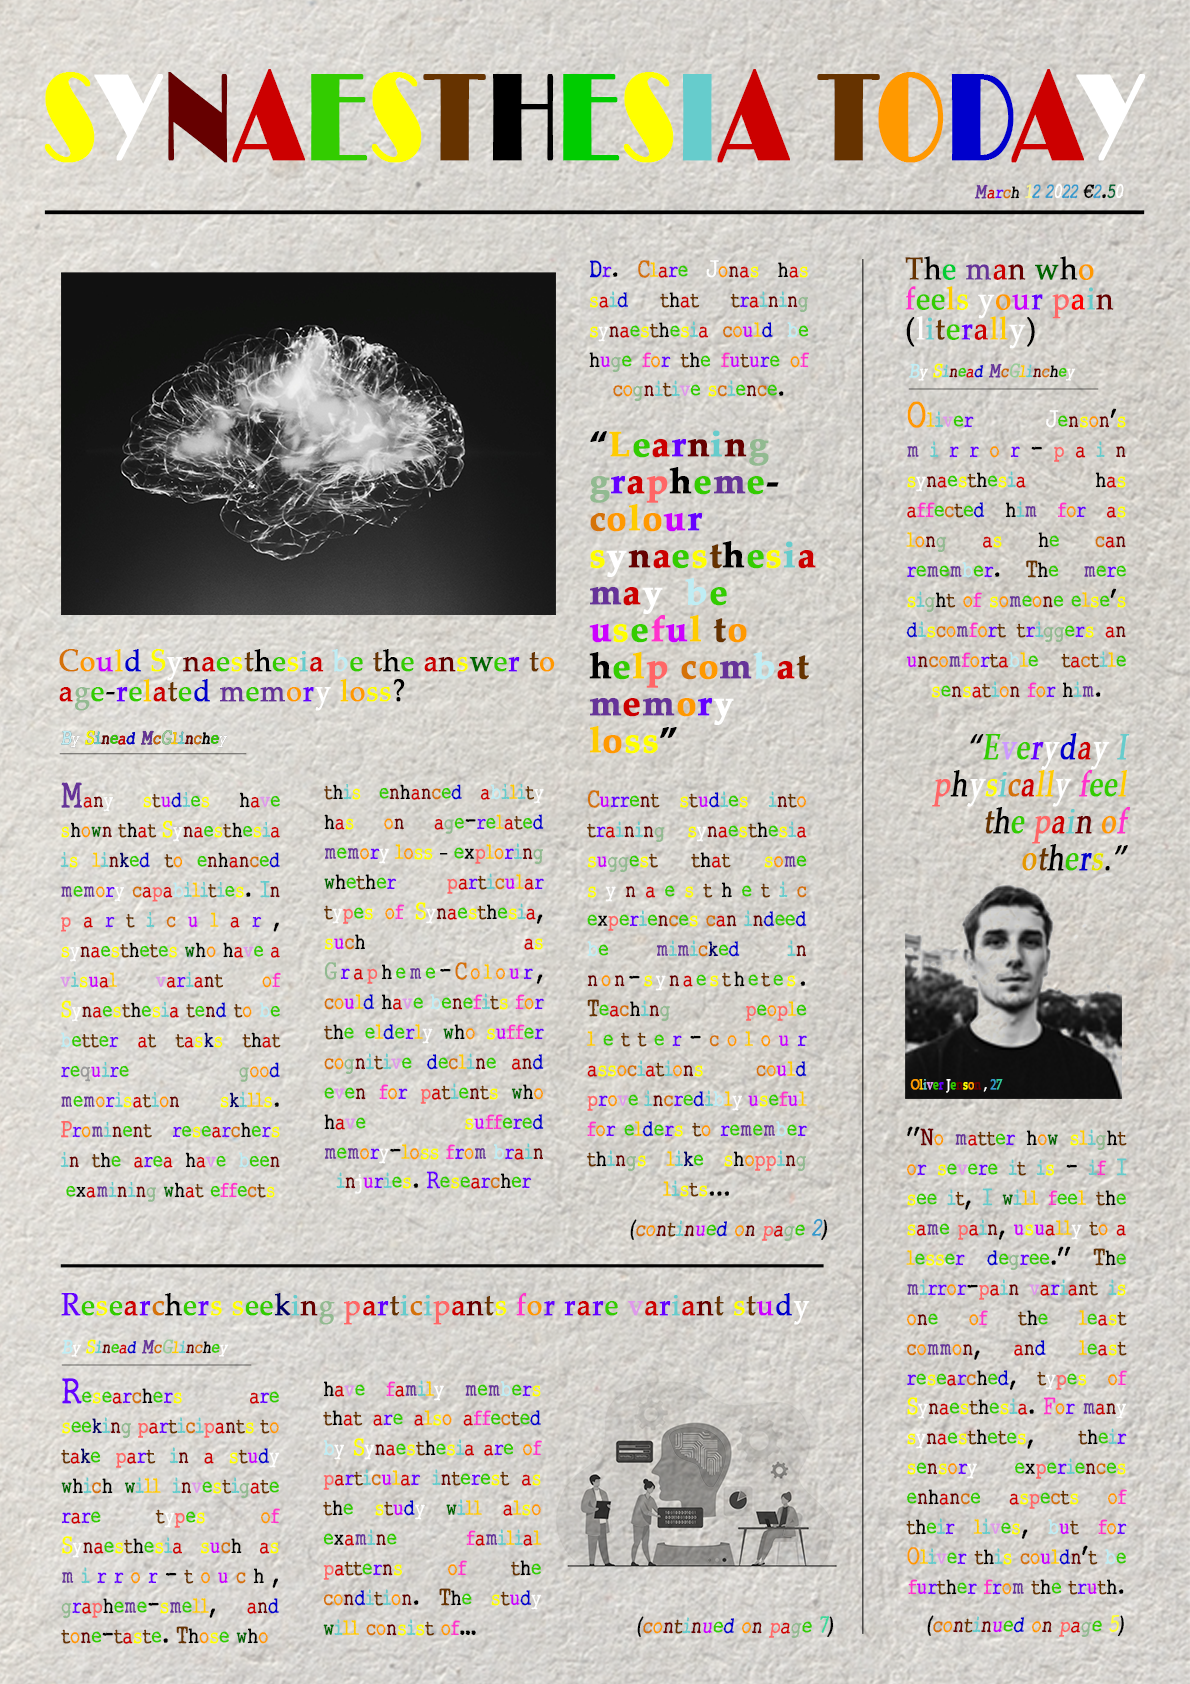 SYNAESTHESIA TODAY
March 12 2022 €2.50
Could Synaesthesia be the answer to
age-related memory loss?
By Sinead McGlinchey
Many studies have
shown that Synaesthesia
is linked to enhanced
memory capabilities. In
particular,
synaesthetes who have a
visual variant of
Synaesthesia tend to be
better at tasks that
require good
memorisation skills.
Prominent researchers
in the area have been
examining what effects
this enhanced ability
has on age-related
memory loss - exploring
whether particular
types of Synaesthesia,
such as
Grapheme-Colour,
could have benefits for
the elderly who suffer
cognitive decline and
even for patients who
have suffered
memory-loss from brain
injuries. Researcher
Dr. Clare Jonas has
said that training
synaesthesia could be
huge for the future of
cognitive science.
"Learning
grapheme-
colour
synaesthesia
may be
useful to
help combat
memory
loss"
Current studies into
training synaesthesia
suggest that some
synaesthetic
experiences can indeed
be mimicked in
non-synaesthetes.
Teaching people
letter-colour
associations could
prove incredibly useful
for elders to remember
things like shopping
lists...
(continued on page 2)
The man who
feels your pain
(literally)
By Sinead McGlinchey
Oliver Jenson's
mirror-pain
synaesthesia has
affected him for as
long as he can
remember. The mere
sight of someone else's
discomfort triggers an
uncomfortable tactile
sensation for him.
"Everyday I
physically feel
the pain of
others."
Oliver Jenson, 27
"No matter how slight
or severe it is - if I
see it, I will feel the
same pain, usually to a
lesser degree." The
mirror-pain variant is
one of the least
common, and least
researched, types of
Synaesthesia. For many
synaesthetes, their
sensory experiences
enhance aspects of
their lives, but for
Oliver this couldn't be
further from the truth.
(continued on page 5)
Researchers seeking participants for rare variant study
By Sinead McGlinchey
Researchers are
seeking participants to
take part in a study
which will investigate
rare types of
Synaesthesia such as
mirror-touch,
grapheme-smell, and
tone-taste. Those who
have family members
that are also affected
by Synaesthesia are of
particular interest as
the study will also
examine familial
patterns of the
condition. The study
will consist of...
(continued on page 7)